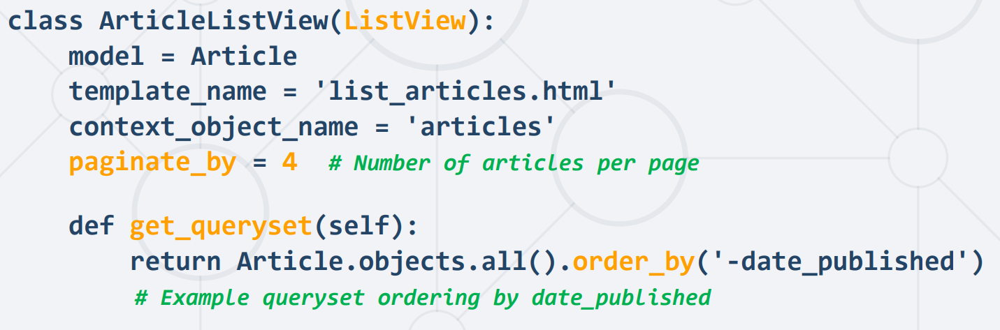 class ArticleListView(ListView):
    model = Article
    template_name = 'list_articles.html'
    context_object_name = 'articles'
    paginate_by = 4  # Number of articles per page

    def get_queryset(self):
        return Article.objects.all().order_by('-date_published')
        # Example queryset ordering by date_published